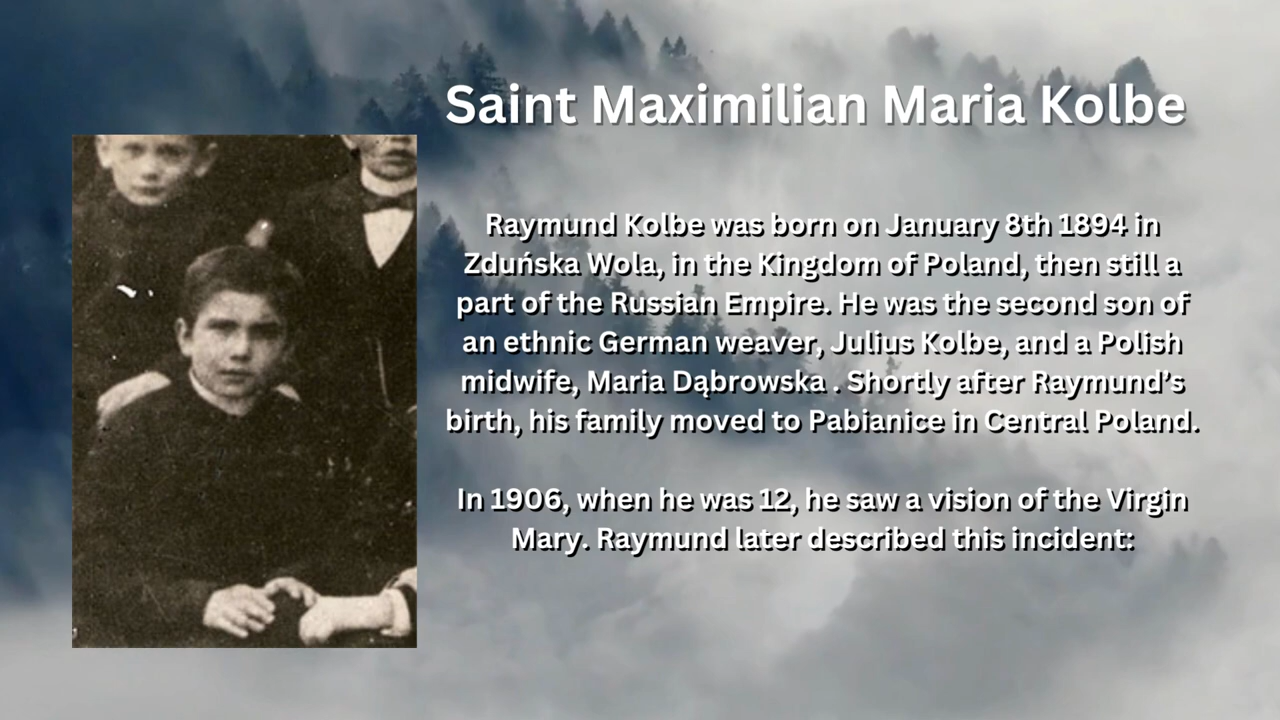 Saint Maximilian Maria Kolbe
Raymund Kolbe was born on January 8th 1894 in
Zduńska Wola, in the Kingdom of Poland, then still a
part of the Russian Empire. He was the second son of
an ethnic German weaver, Julius Kolbe, and a Polish
midwife, Maria Dąbrowska . Shortly after Raymund's
birth, his family moved to Pabianice in Central Poland.
In 1906, when he was 12, he saw a vision of the Virgin
Mary. Raymund later described this incident: